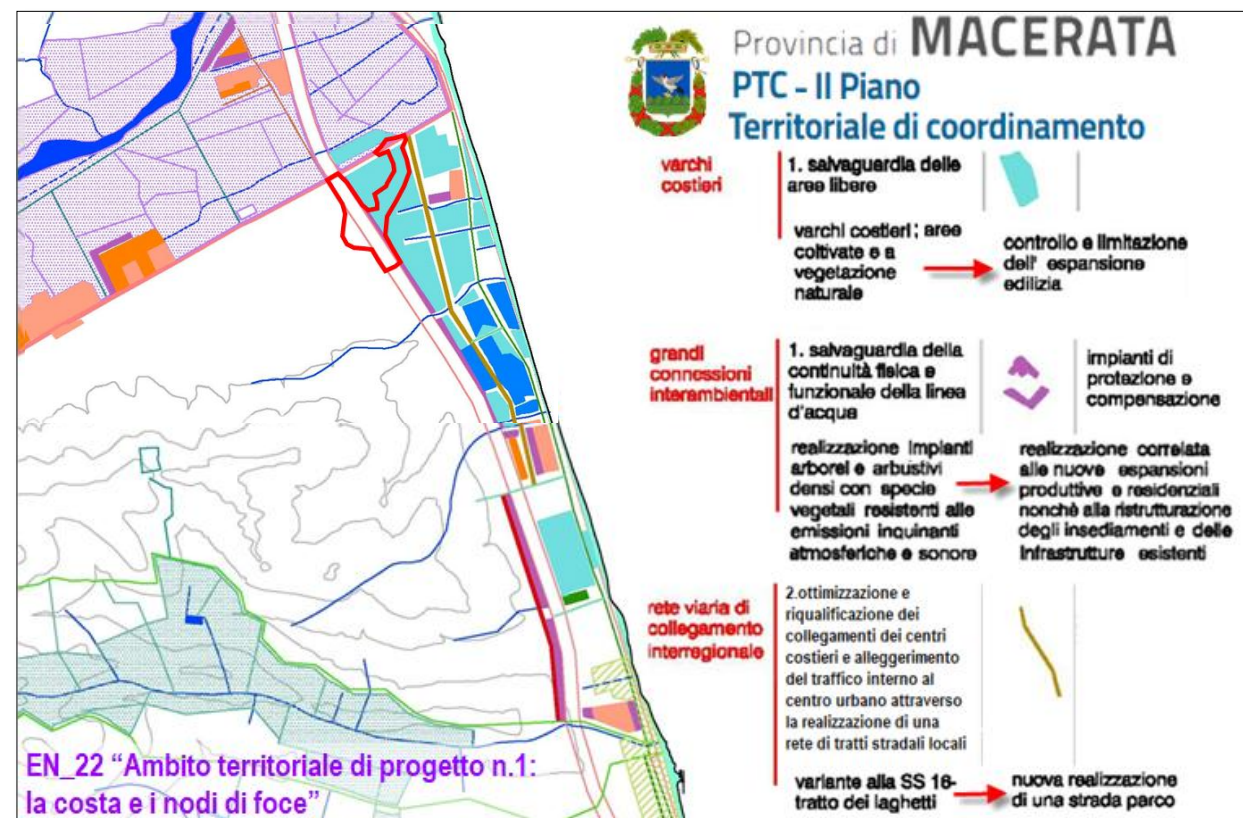 Provincia di MACERATA
PTC - II Piano
Territoriale di coordinamento
varchi
costieri
1. salvaguardia delle
aree libere
varchi costieri; aree
coltivate e a
vegetazione
naturale
controllo e limitazione
dell' espansione
edilizia
grandi
connessioni
interambientali
1. salvaguardia della
continuità fisica e
funzionale della linea
d'acqua
impianti di
protezione e
compensazione
realizzazione impianti
arborei e arbustivi
densi con specie
vegetali resistenti alle
emissioni inquinanti
atmosferiche e sonore
realizzazione correlata
alle nuove espansioni
produttive e residenziali
nonchè alla ristrutturazione
degli insediamenti e delle
infrastrutture esistenti
rete viaria di
collegamento
interregionale
2.ottimizzazione e
riqualificazione dei
collegamenti dei centri
costieri e alleggerimento
del traffico interno al
centro urbano attraverso
la realizzazione di una
rete di tratti stradali locali
variante alla SS 16-
tratto dei laghetti
nuova realizzazione
di una strada parco
EN_22 “Ambito territoriale di progetto n.1:
la costa e i nodi di foce”